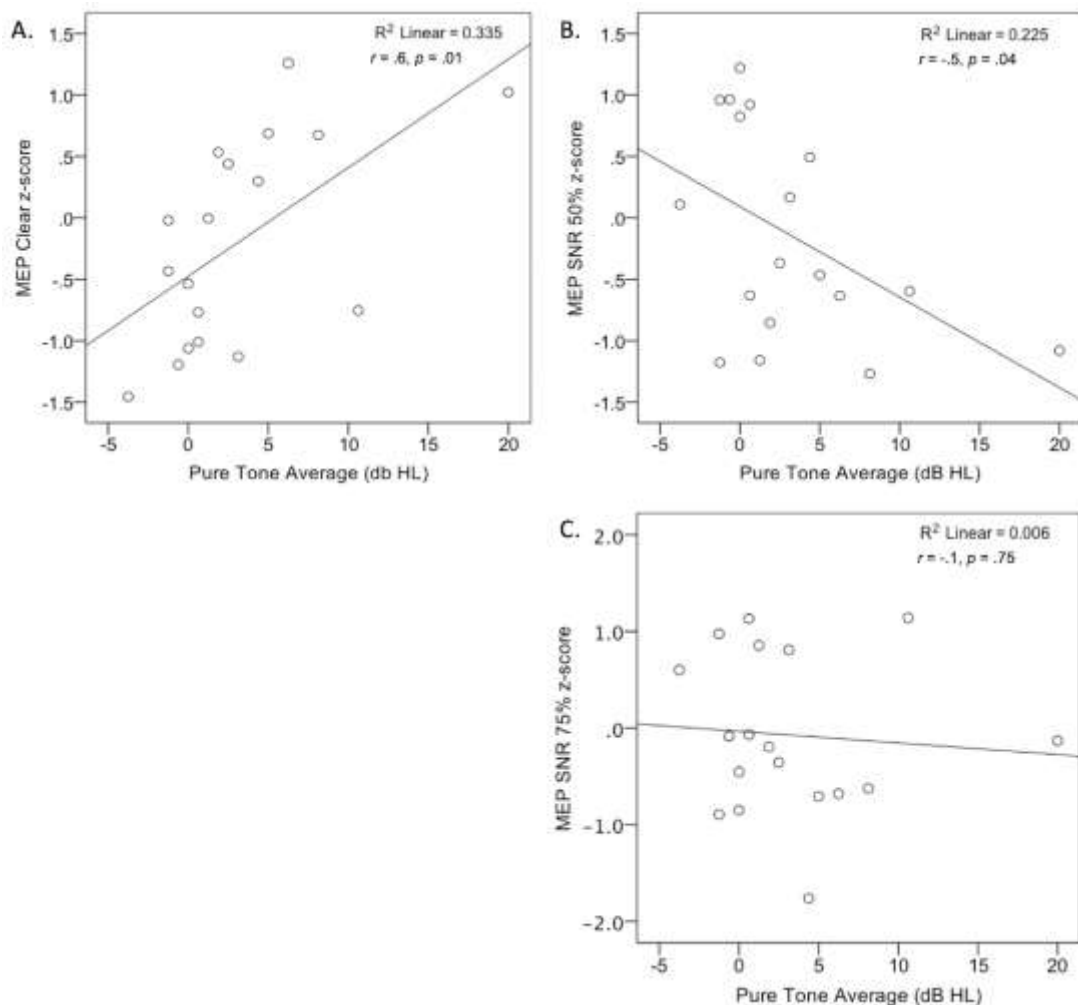 A.
R² Linear = 0.335
r = .6, p = .01
MEP Clear z-score
1.5
1.0
.5
.0
-.5
-1.0
-1.5
-5 0 5 10 15 20
Pure Tone Average (db HL)
B.
R² Linear = 0.225
r = -.5, p = .04
MEP SNR 50% z-score
1.5
1.0
.5
.0
-.5
-1.0
-1.5
-5 0 5 10 15 20
Pure Tone Average (dB HL)
C.
R² Linear = 0.006
r = -.1, p = .75
MEP SNR 75% z-score
2.0
1.0
.0
-1.0
-2.0
-5 0 5 10 15 20
Pure Tone Average (dB HL)